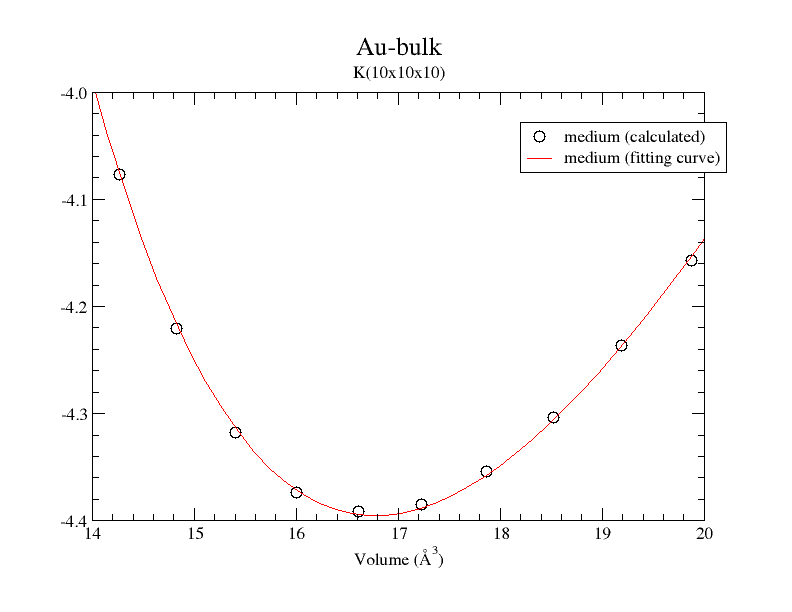 Au-bulk
K(10x10x10)
-4.0
medium (calculated)
medium (fitting curve)
-4.1
-4.2
-4.3
-4.4
14 15 16 17 18 19 20
Volume (Å³)